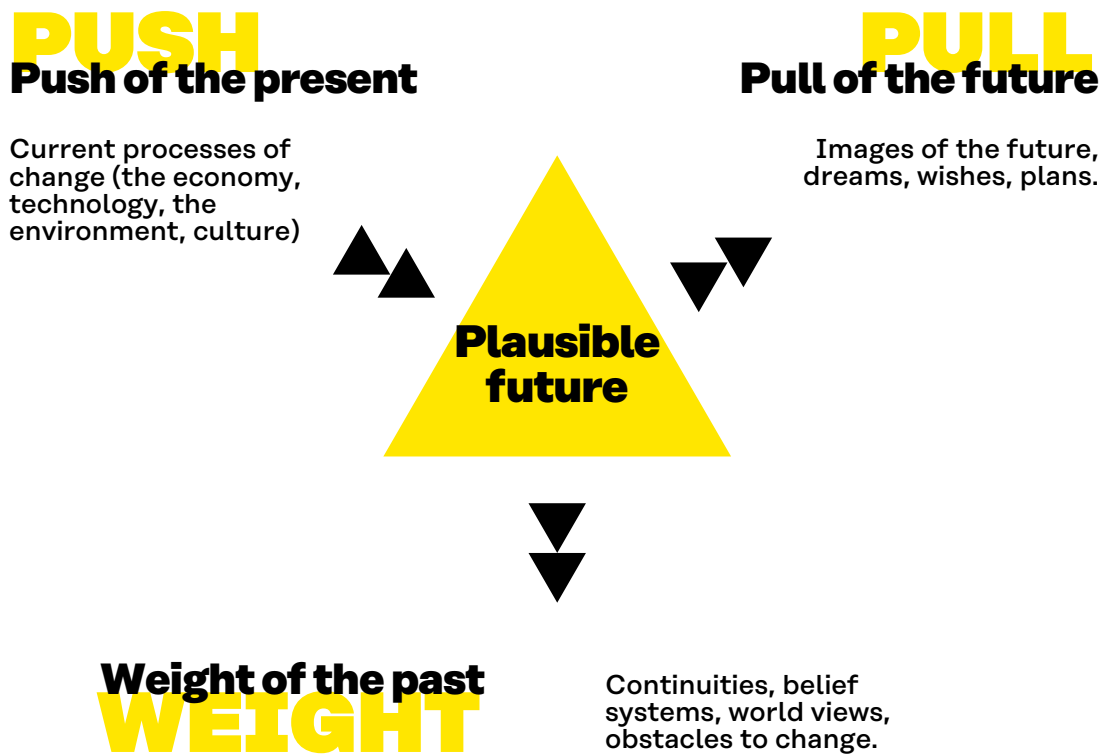 PUSH
Push of the present
Current processes of
change (the economy,
technology, the
environment, culture)
PULL
Pull of the future
Images of the future,
dreams, wishes, plans.
Plausible
future
Weight of the past
WEIGHT
Continuities, belief
systems, world views,
obstacles to change.